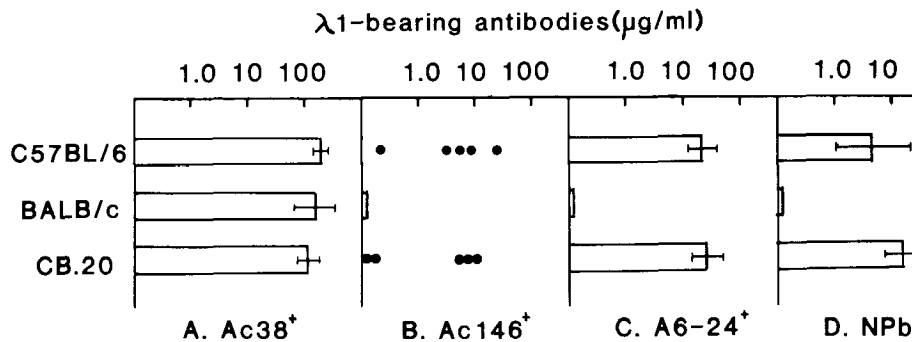 λ1-bearing antibodies(µg/ml)
1.0 10 100 1.0 10 100 1.0 10 100 1.0 10
C57BL/6
BALB/c
CB.20
A. Ac38+ B. Ac146+ C. A6-24+ D. NPb